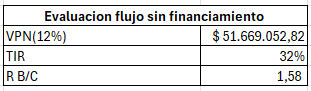 Evaluacion flujo sin financiamiento
VPN(12%) $ 51.669.052,82
TIR 32%
R B/C 1,58